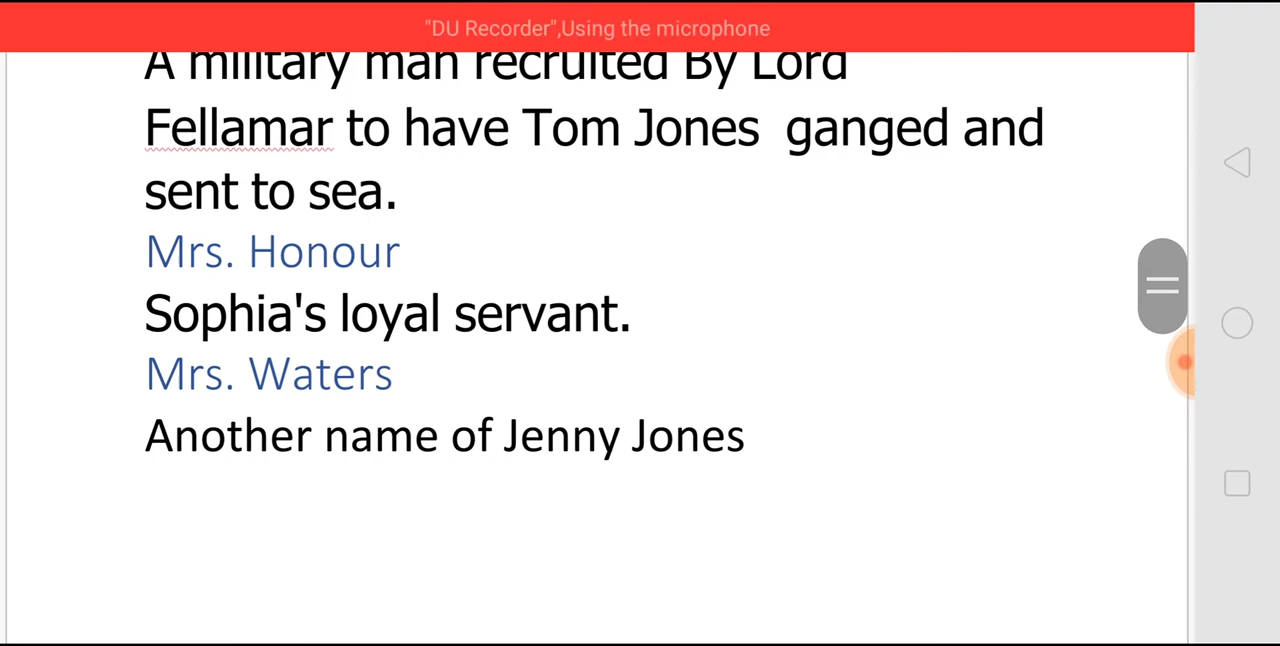 "DU Recorder",Using the microphone
A military man recruited By Lord
Fellamar to have Tom Jones ganged and
sent to sea.
Mrs. Honour
Sophia's loyal servant.
Mrs. Waters
Another name of Jenny Jones